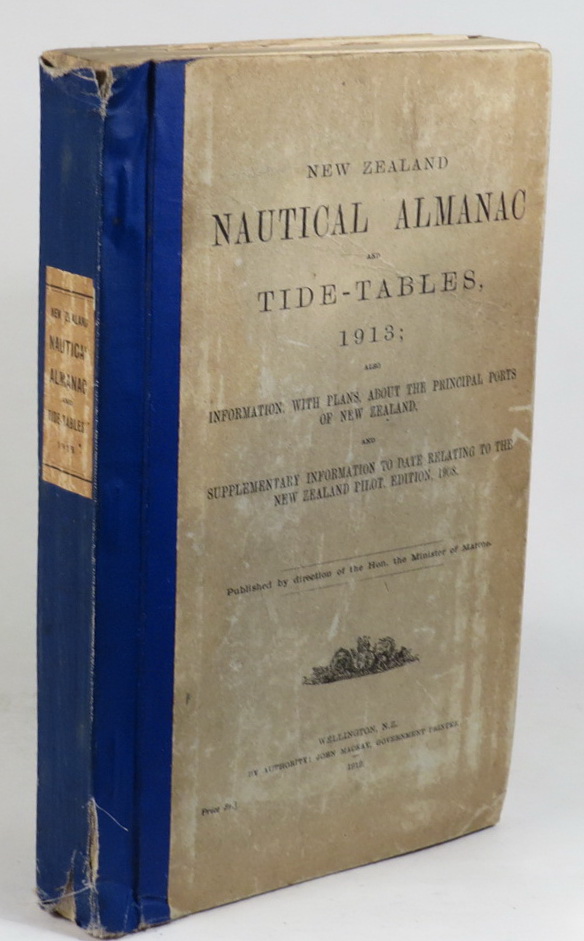 NEW ZEALAND
NAUTICAL
ALMANAC
AND
TIDE-TABLES
NEW ZEALAND
NAUTICAL ALMANAC
AND
TIDE-TABLES,
1913;
ALSO
INFORMATION, WITH PLANS, ABOUT THE PRINCIPAL PORTS
OF NEW ZEALAND,
AND
SUPPLEMENTARY INFORMATION TO DATE RELATING TO THE
NEW ZEALAND PILOT, EDITION, 1908.
Published by direction of the Hon. the Minister of Marine.
WELLINGTON, N.Z.
BY AUTHORITY: JOHN MACKAY, GOVERNMENT PRINTER.